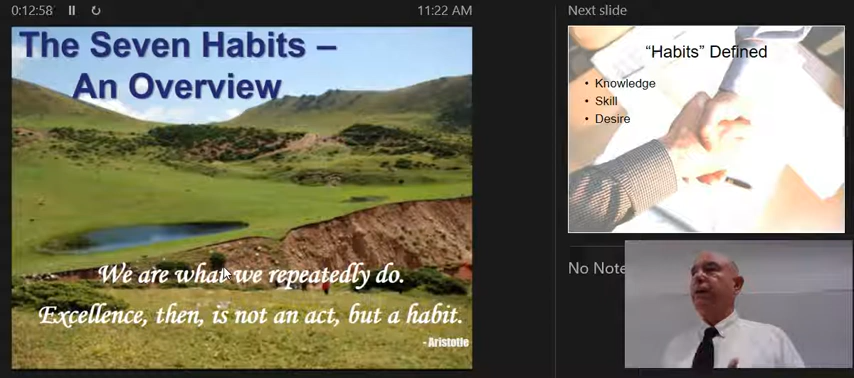 0:12:58
11:22 AM
The Seven Habits –
An Overview
We are what we repeatedly do.
Excellence, then, is not an act, but a habit.
- Aristotle
Next slide
“Habits” Defined
• Knowledge
• Skill
• Desire
No Note